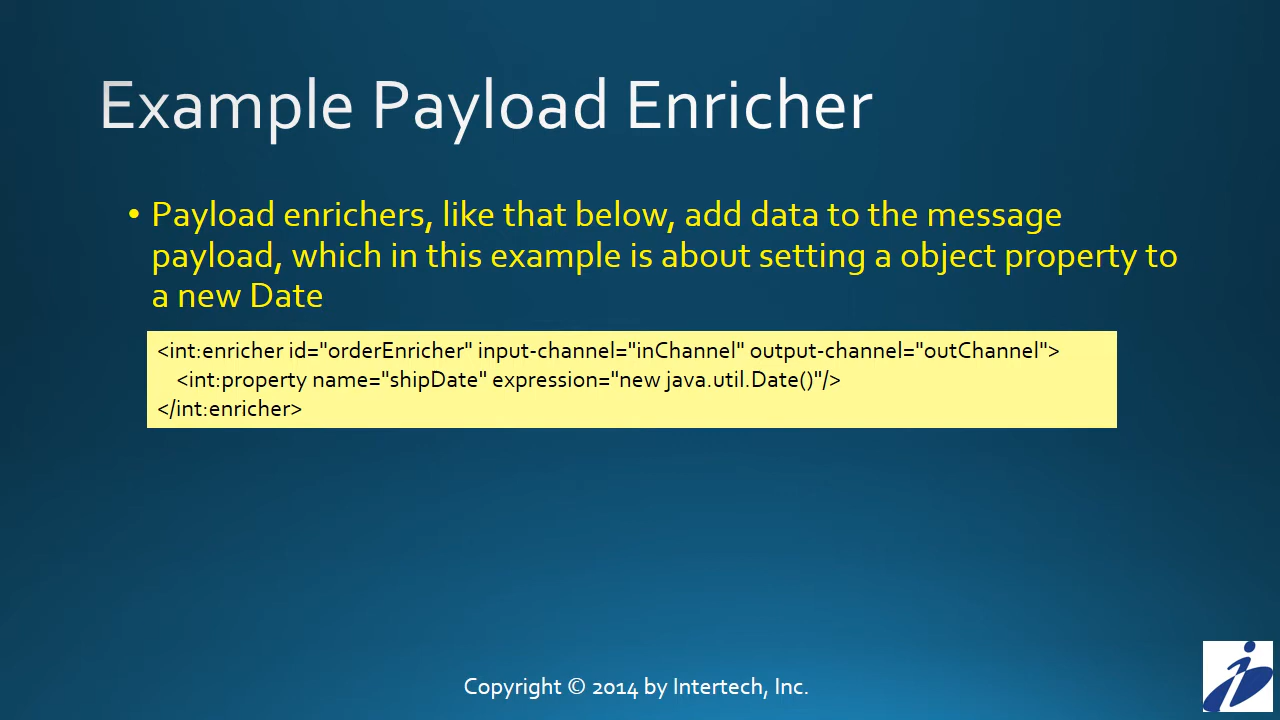 Example Payload Enricher
• Payload enrichers, like that below, add data to the message
payload, which in this example is about setting a object property to
a new Date
<int:enricher id="orderEnricher" input-channel="inChannel" output-channel="outChannel">
<int:property name="shipDate" expression="new java.util.Date()"/>
</int:enricher>
Copyright © 2014 by Intertech, Inc.